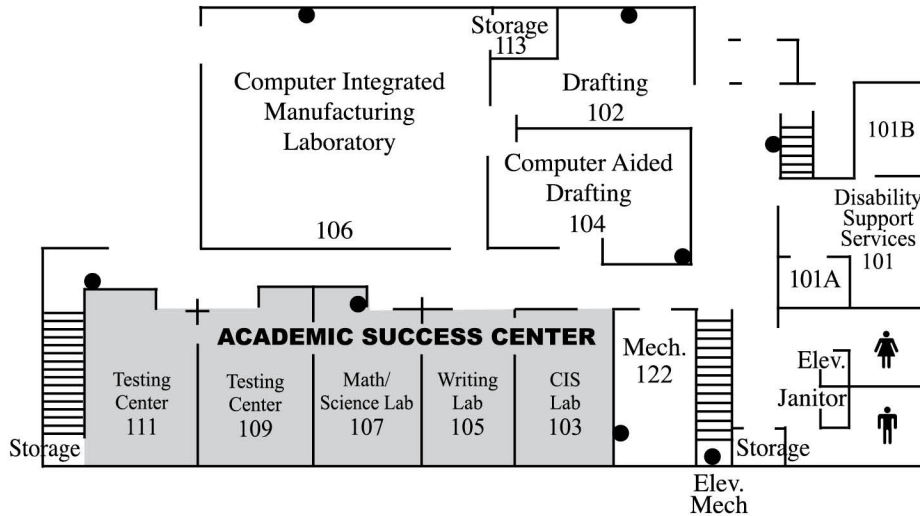 Storage
113
Computer Integrated
Manufacturing
Laboratory
106
Drafting
102
Computer Aided
Drafting
104
101B
Disability
Support
Services
101
101A
ACADEMIC SUCCESS CENTER
Testing
Center
111
Testing
Center
109
Math/
Science Lab
107
Writing
Lab
105
CIS
Lab
103
Mech.
122
Elev.
Janitor
Storage
Storage
Elev.
Mech